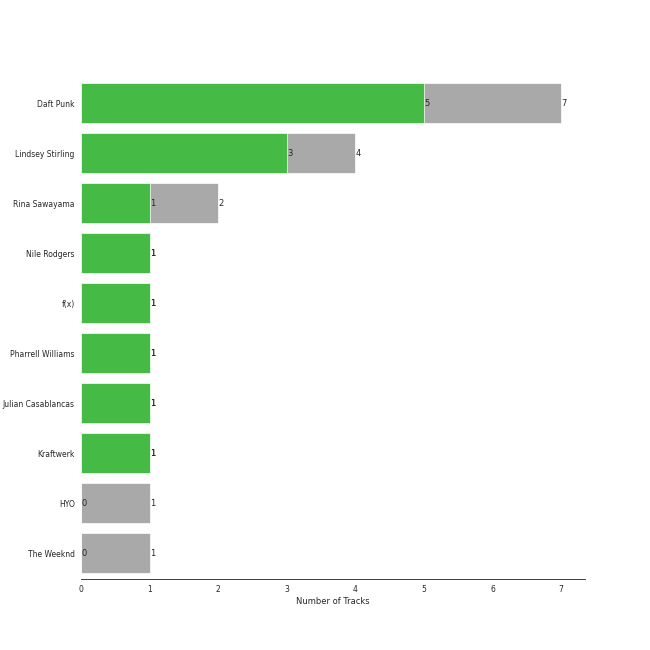 Daft Punk 5 7
Lindsey Stirling 3 4
Rina Sawayama 1 2
Nile Rodgers 1
f(x) 1
Pharrell Williams 1
Julian Casablancas 1
Kraftwerk 1
HYO 0 1
The Weeknd 0 1
0 1 2 3 4 5 6 7
Number of Tracks